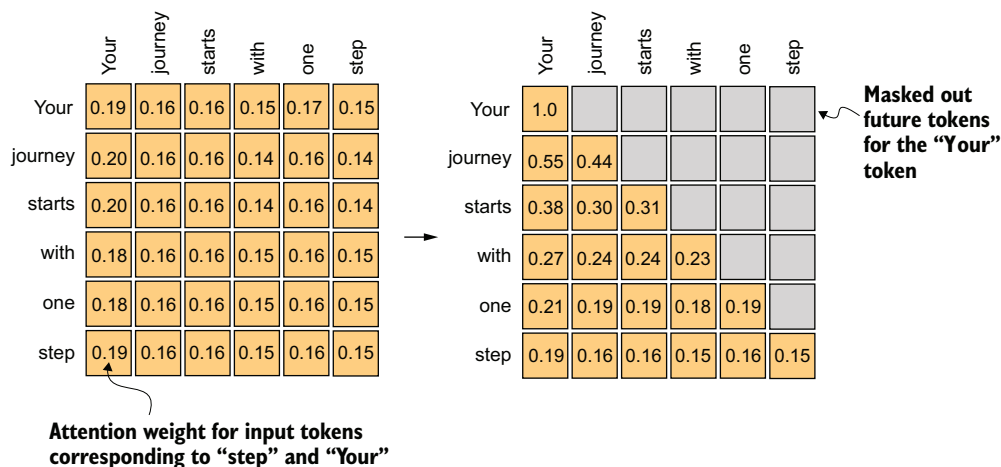 Your journey starts with one step
Your 0.19 0.16 0.16 0.15 0.17 0.15
journey 0.20 0.16 0.16 0.14 0.16 0.14
starts 0.20 0.16 0.16 0.14 0.16 0.14
with 0.18 0.16 0.16 0.15 0.16 0.15
one 0.18 0.16 0.16 0.15 0.16 0.15
step 0.19 0.16 0.16 0.15 0.16 0.15
Attention weight for input tokens
corresponding to “step” and “Your”
Your journey starts with one step
Your 1.0
journey 0.55 0.44
starts 0.38 0.30 0.31
with 0.27 0.24 0.24 0.23
one 0.21 0.19 0.19 0.18 0.19
step 0.19 0.16 0.16 0.15 0.16 0.15
Masked out
future tokens
for the “Your”
token